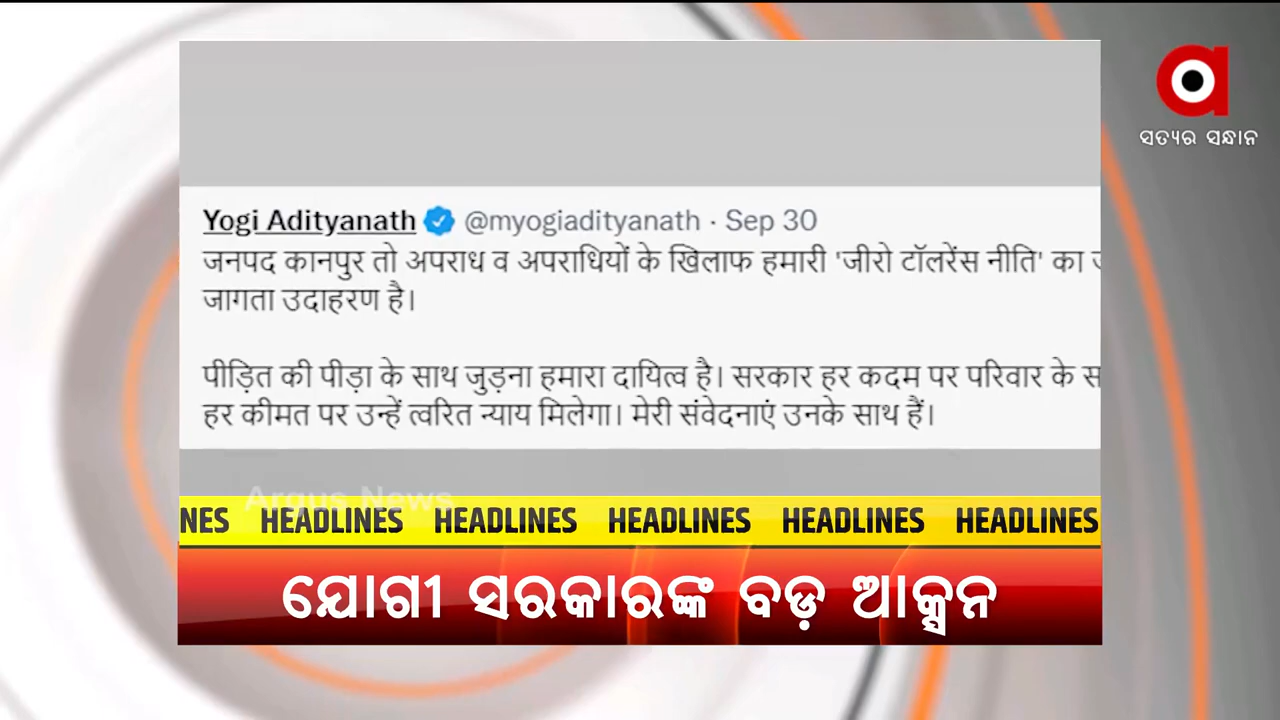 ସତ୍ୟର ସନ୍ଧାନ
Yogi Adityanath @myogiadityanath · Sep 30
जनपद कानपुर तो अपराध व अपराधियों के खिलाफ हमारी 'जीरो टॉलरेंस नीति' का
जागता उदाहरण है।
पीड़ित की पीड़ा के साथ जुड़ना हमारा दायित्व है। सरकार हर कदम पर परिवार के
हर कीमत पर उन्हें त्वरित न्याय मिलेगा। मेरी संवेदनाएं उनके साथ हैं।
Argus News
NES HEADLINES HEADLINES HEADLINES HEADLINES HEADLINES
ଯୋଗୀ ସରକାରଙ୍କ ବଡ଼ ଆକ୍ସନ